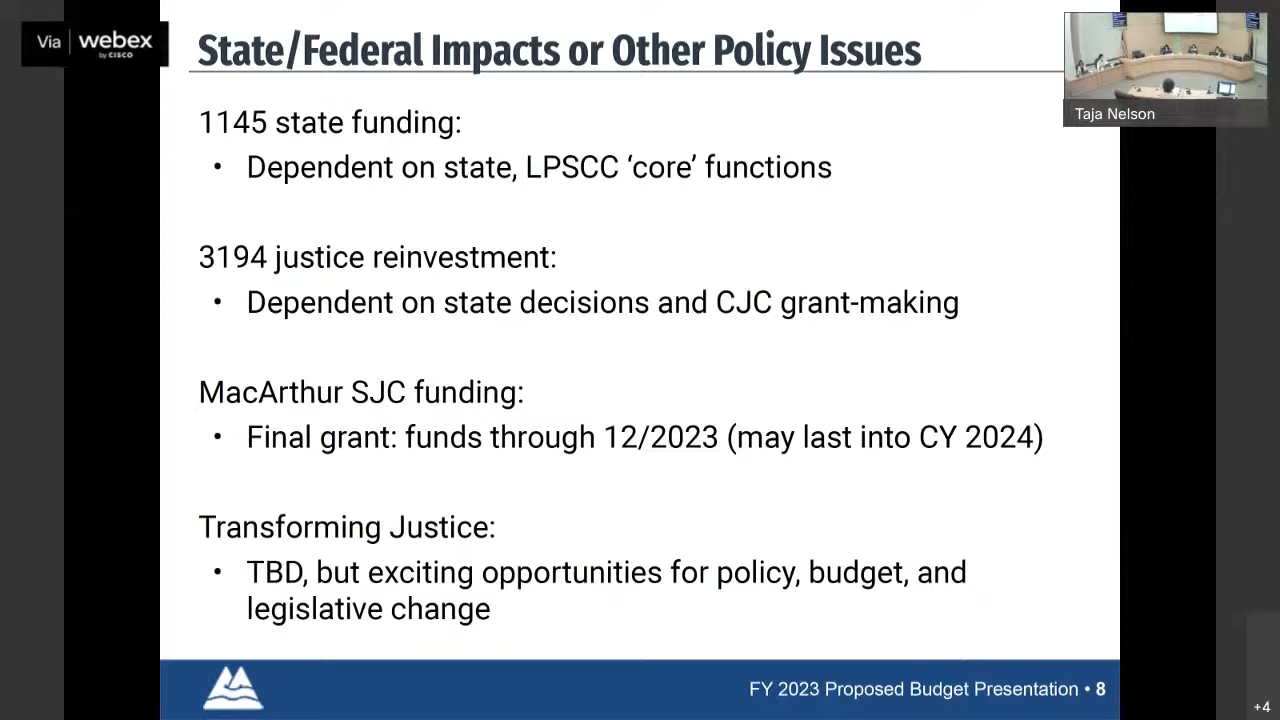 Via webex
by CISCO
State/Federal Impacts or Other Policy Issues
Taja Nelson
1145 state funding:
• Dependent on state, LPSCC ‘core’ functions
3194 justice reinvestment:
• Dependent on state decisions and CJC grant-making
MacArthur SJC funding:
• Final grant: funds through 12/2023 (may last into CY 2024)
Transforming Justice:
• TBD, but exciting opportunities for policy, budget, and
legislative change
FY 2023 Proposed Budget Presentation • 8
+4